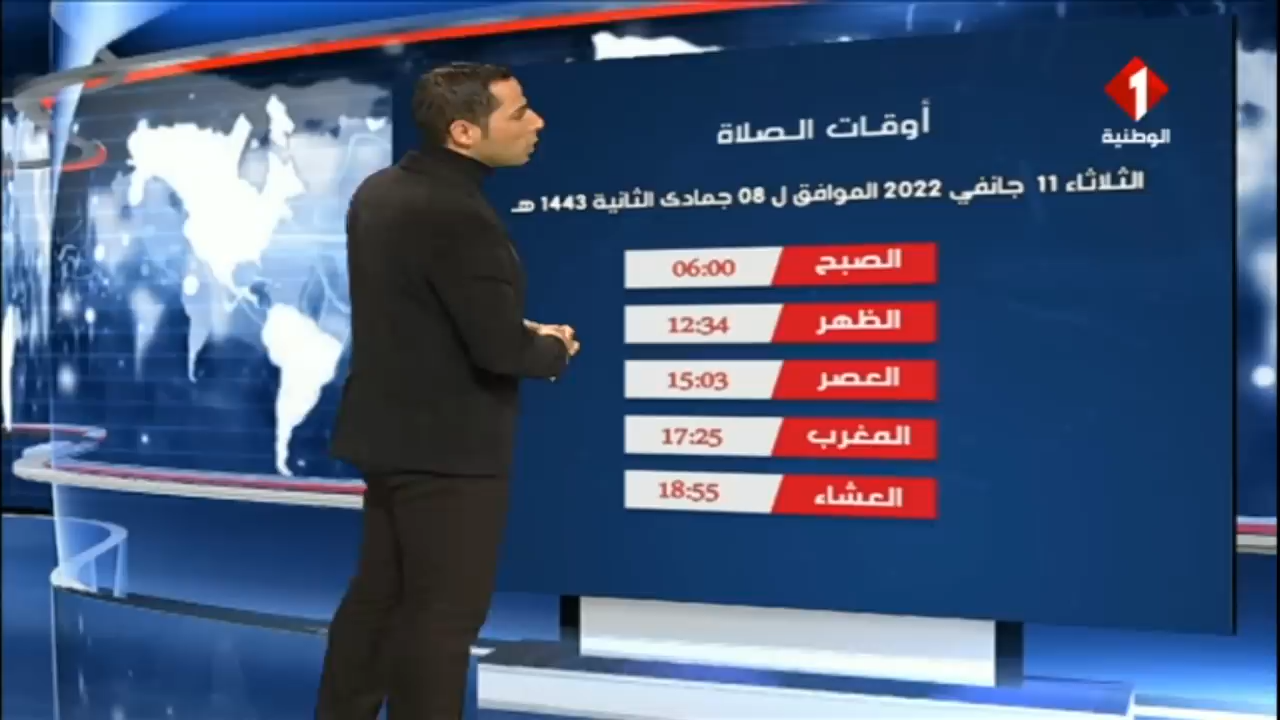 1
الوطنية
أوقات الصلاة
الثلاثاء 11 جانفي 2022 الموافق ل 08 جمادى الثانية 1443 هـ
الصبح 06:00
الظهر 12:34
العصر 15:03
المغرب 17:25
العشاء 18:55